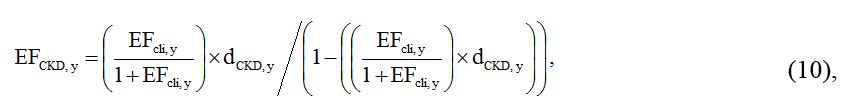 EF_{CKD, y} = \left( \frac{EF_{cli, y}}{1 + EF_{cli, y}} \right) \times d_{CKD, y} \Big/ \left( 1 - \left( \left( \frac{EF_{cli, y}}{1 + EF_{cli, y}} \right) \times d_{CKD, y} \right) \right), (10),